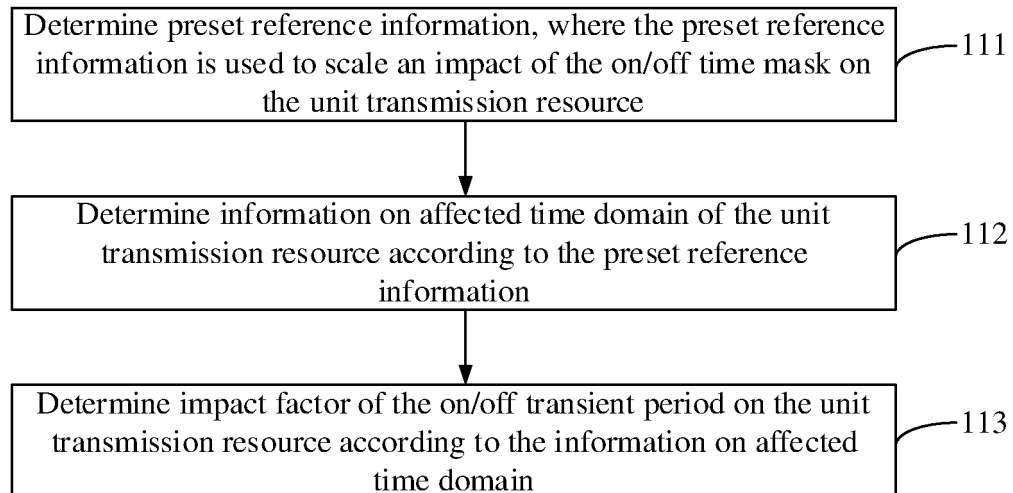 Determine preset reference information, where the preset reference
information is used to scale an impact of the on/off time mask on
the unit transmission resource
111
Determine information on affected time domain of the unit
transmission resource according to the preset reference
information
112
Determine impact factor of the on/off transient period on the unit
transmission resource according to the information on affected
time domain
113